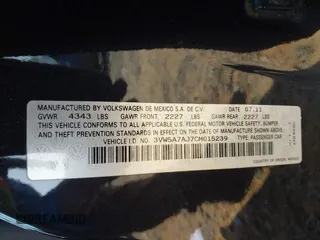 MANUFACTURED BY VOLKSWAGEN DE MEXICO S.A. DE C.V. DATE 07.11
GVWR 4343 LBS GAWR FRONT 2227 LBS GAWR REAR 2227 LBS
THIS VEHICLE CONFORMS TO ALL APPLICABLE FEDERAL
MOTOR VEHICLE SAFETY, BUMPER,
AND THEFT PREVENTION STANDARDS IN EFFECT ON THE DATE OF MANUFACTURE SHOWN ABOVE.
VEHICLE I.D. NO. 3VW5A7AJ7CM015239 TYPE: PASSENGER CAR